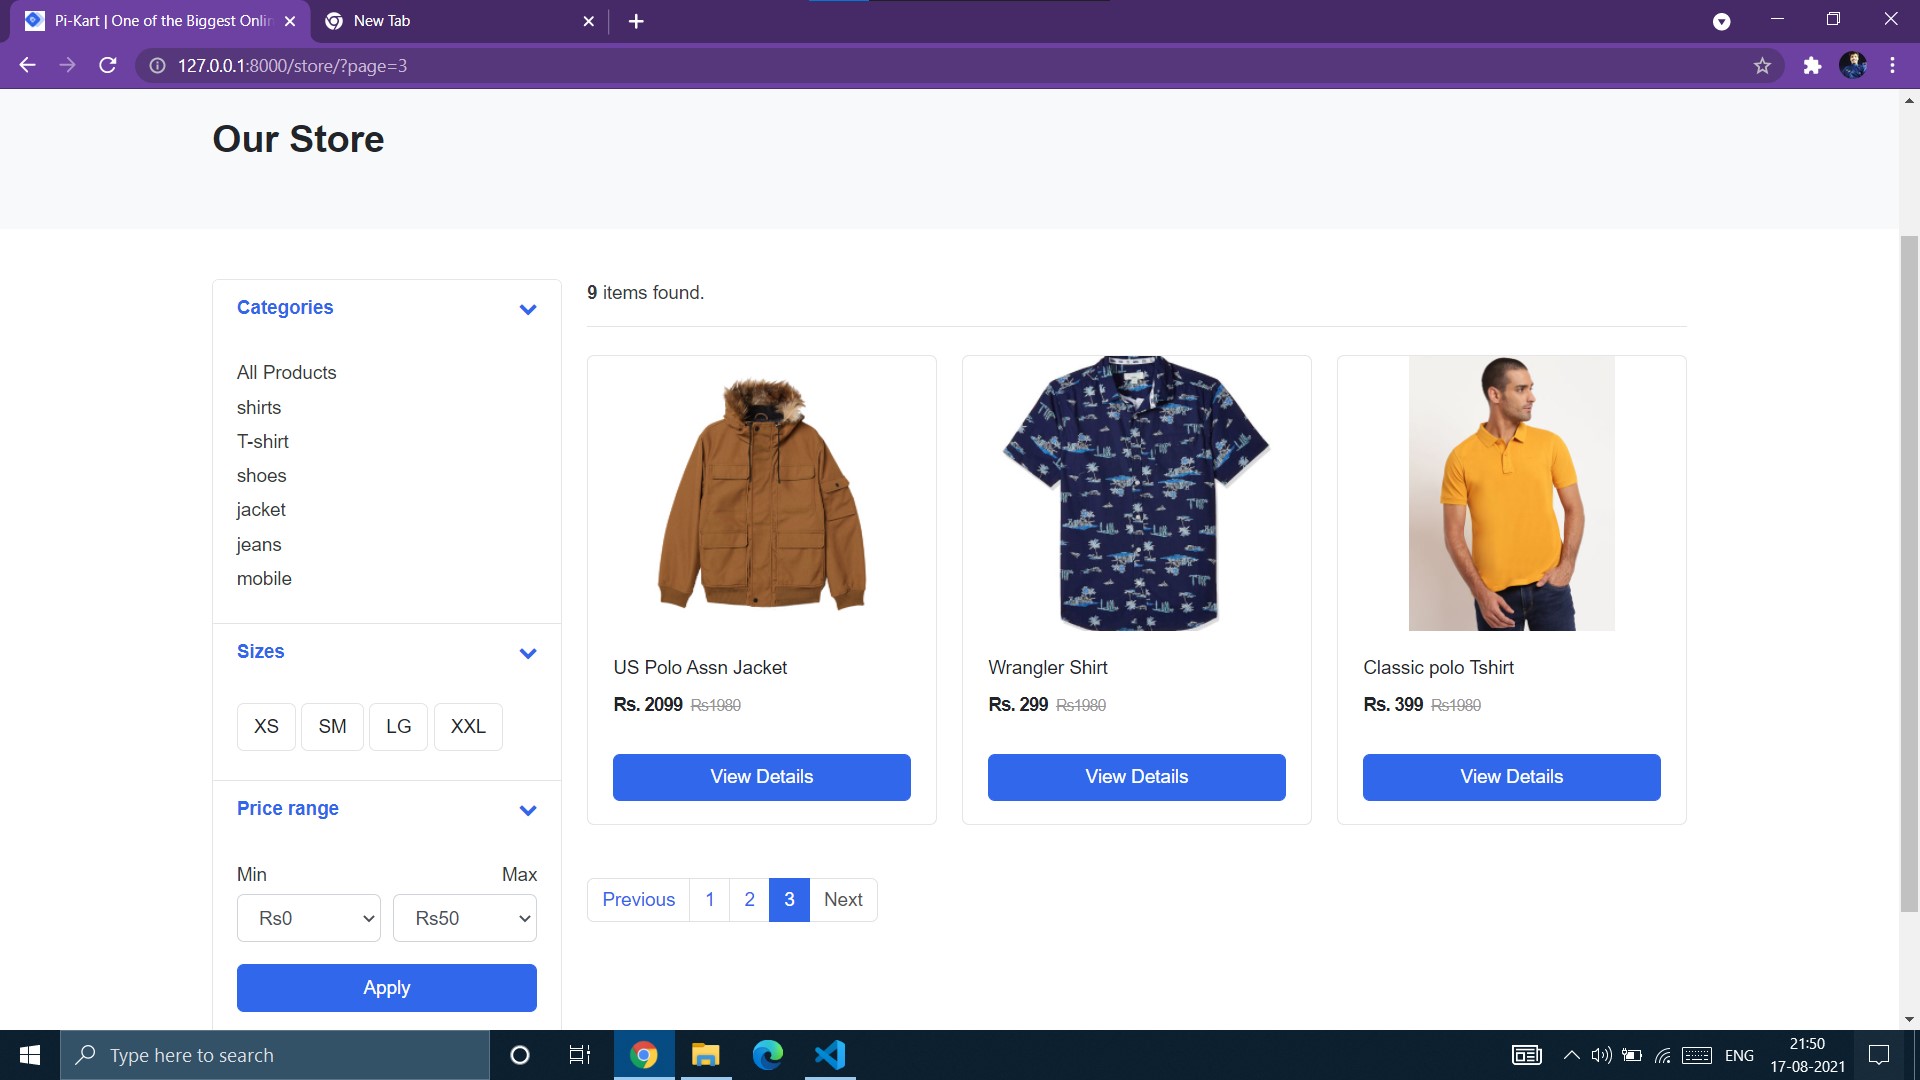 Pi-Kart | One of the Biggest Onlin
New Tab
127.0.0.1:8000/store/?page=3
Our Store
Categories
All Products
shirts
T-shirt
shoes
jacket
jeans
mobile
Sizes
XS SM LG XXL
Price range
Min Max
Rs0 Rs50
Apply
9 items found.
US Polo Assn Jacket
Rs. 2099 Rs1980
View Details
Wrangler Shirt
Rs. 299 Rs1980
View Details
Classic polo Tshirt
Rs. 399 Rs1980
View Details
Previous 1 2 3 Next
Type here to search
ENG
21:50
17-08-2021